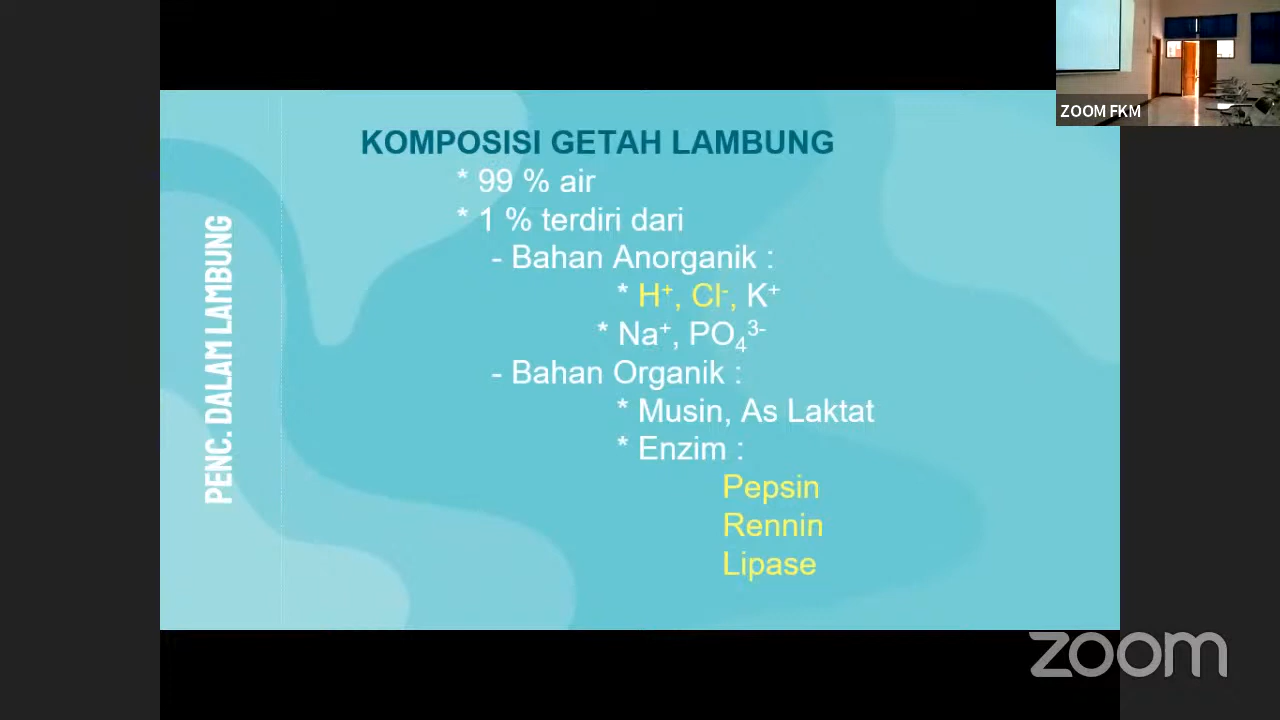 ZOOM FKM
KOMPOSISI GETAH LAMBUNG
* 99 % air
* 1 % terdiri dari
- Bahan Anorganik :
* H⁺, Cl⁻, K⁺
* Na⁺, PO₄³⁻
- Bahan Organik :
* Musin, As Laktat
* Enzim :
Pepsin
Rennin
Lipase
PENC. DALAM LAMBUNG
zoom